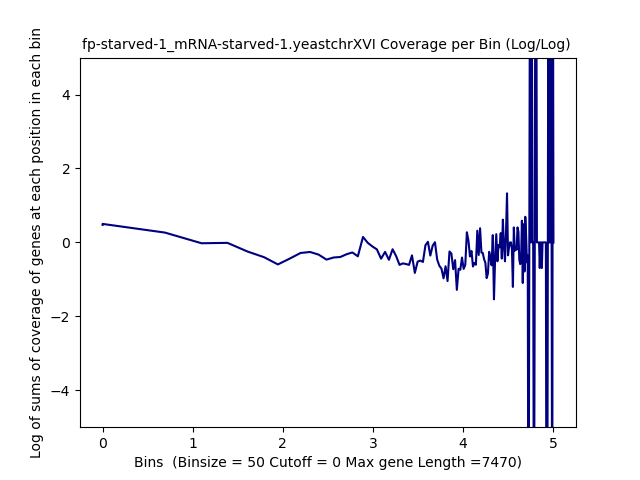 fp-starved-1_mRNA-starved-1.yeastchrXVI Coverage per Bin (Log/Log)
Log of sums of coverage of genes at each position in each bin
4
2
0
−2
−4
0 1 2 3 4 5
Bins  (Binsize = 50 Cutoff = 0 Max gene Length =7470)